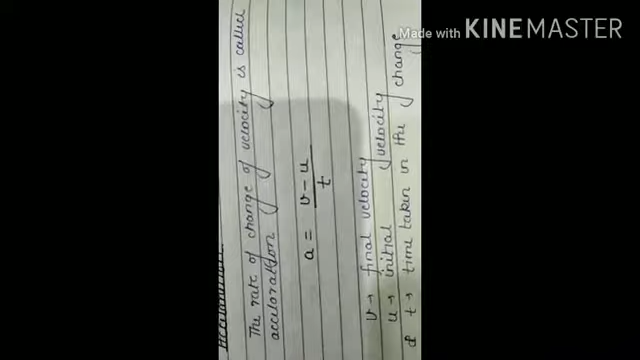 Made with KINEMASTER
The rate of change of velocity is called
acceloration
a = v - u
t
v → final velocity
u → initial velocity
& t → time taken in the change